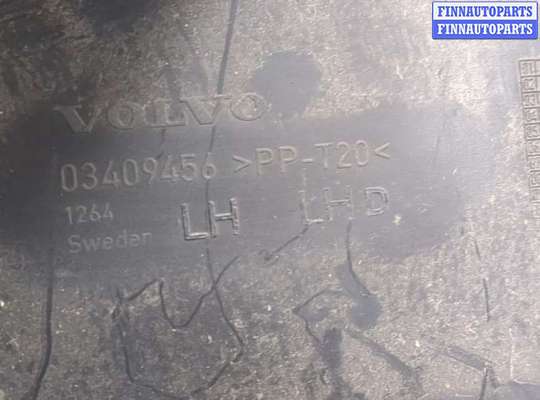 FINNAUTOPARTS
FINNAUTOPARTS
VOLVO
03409456 >PP-T20<
1264
LH LHD
Sweden